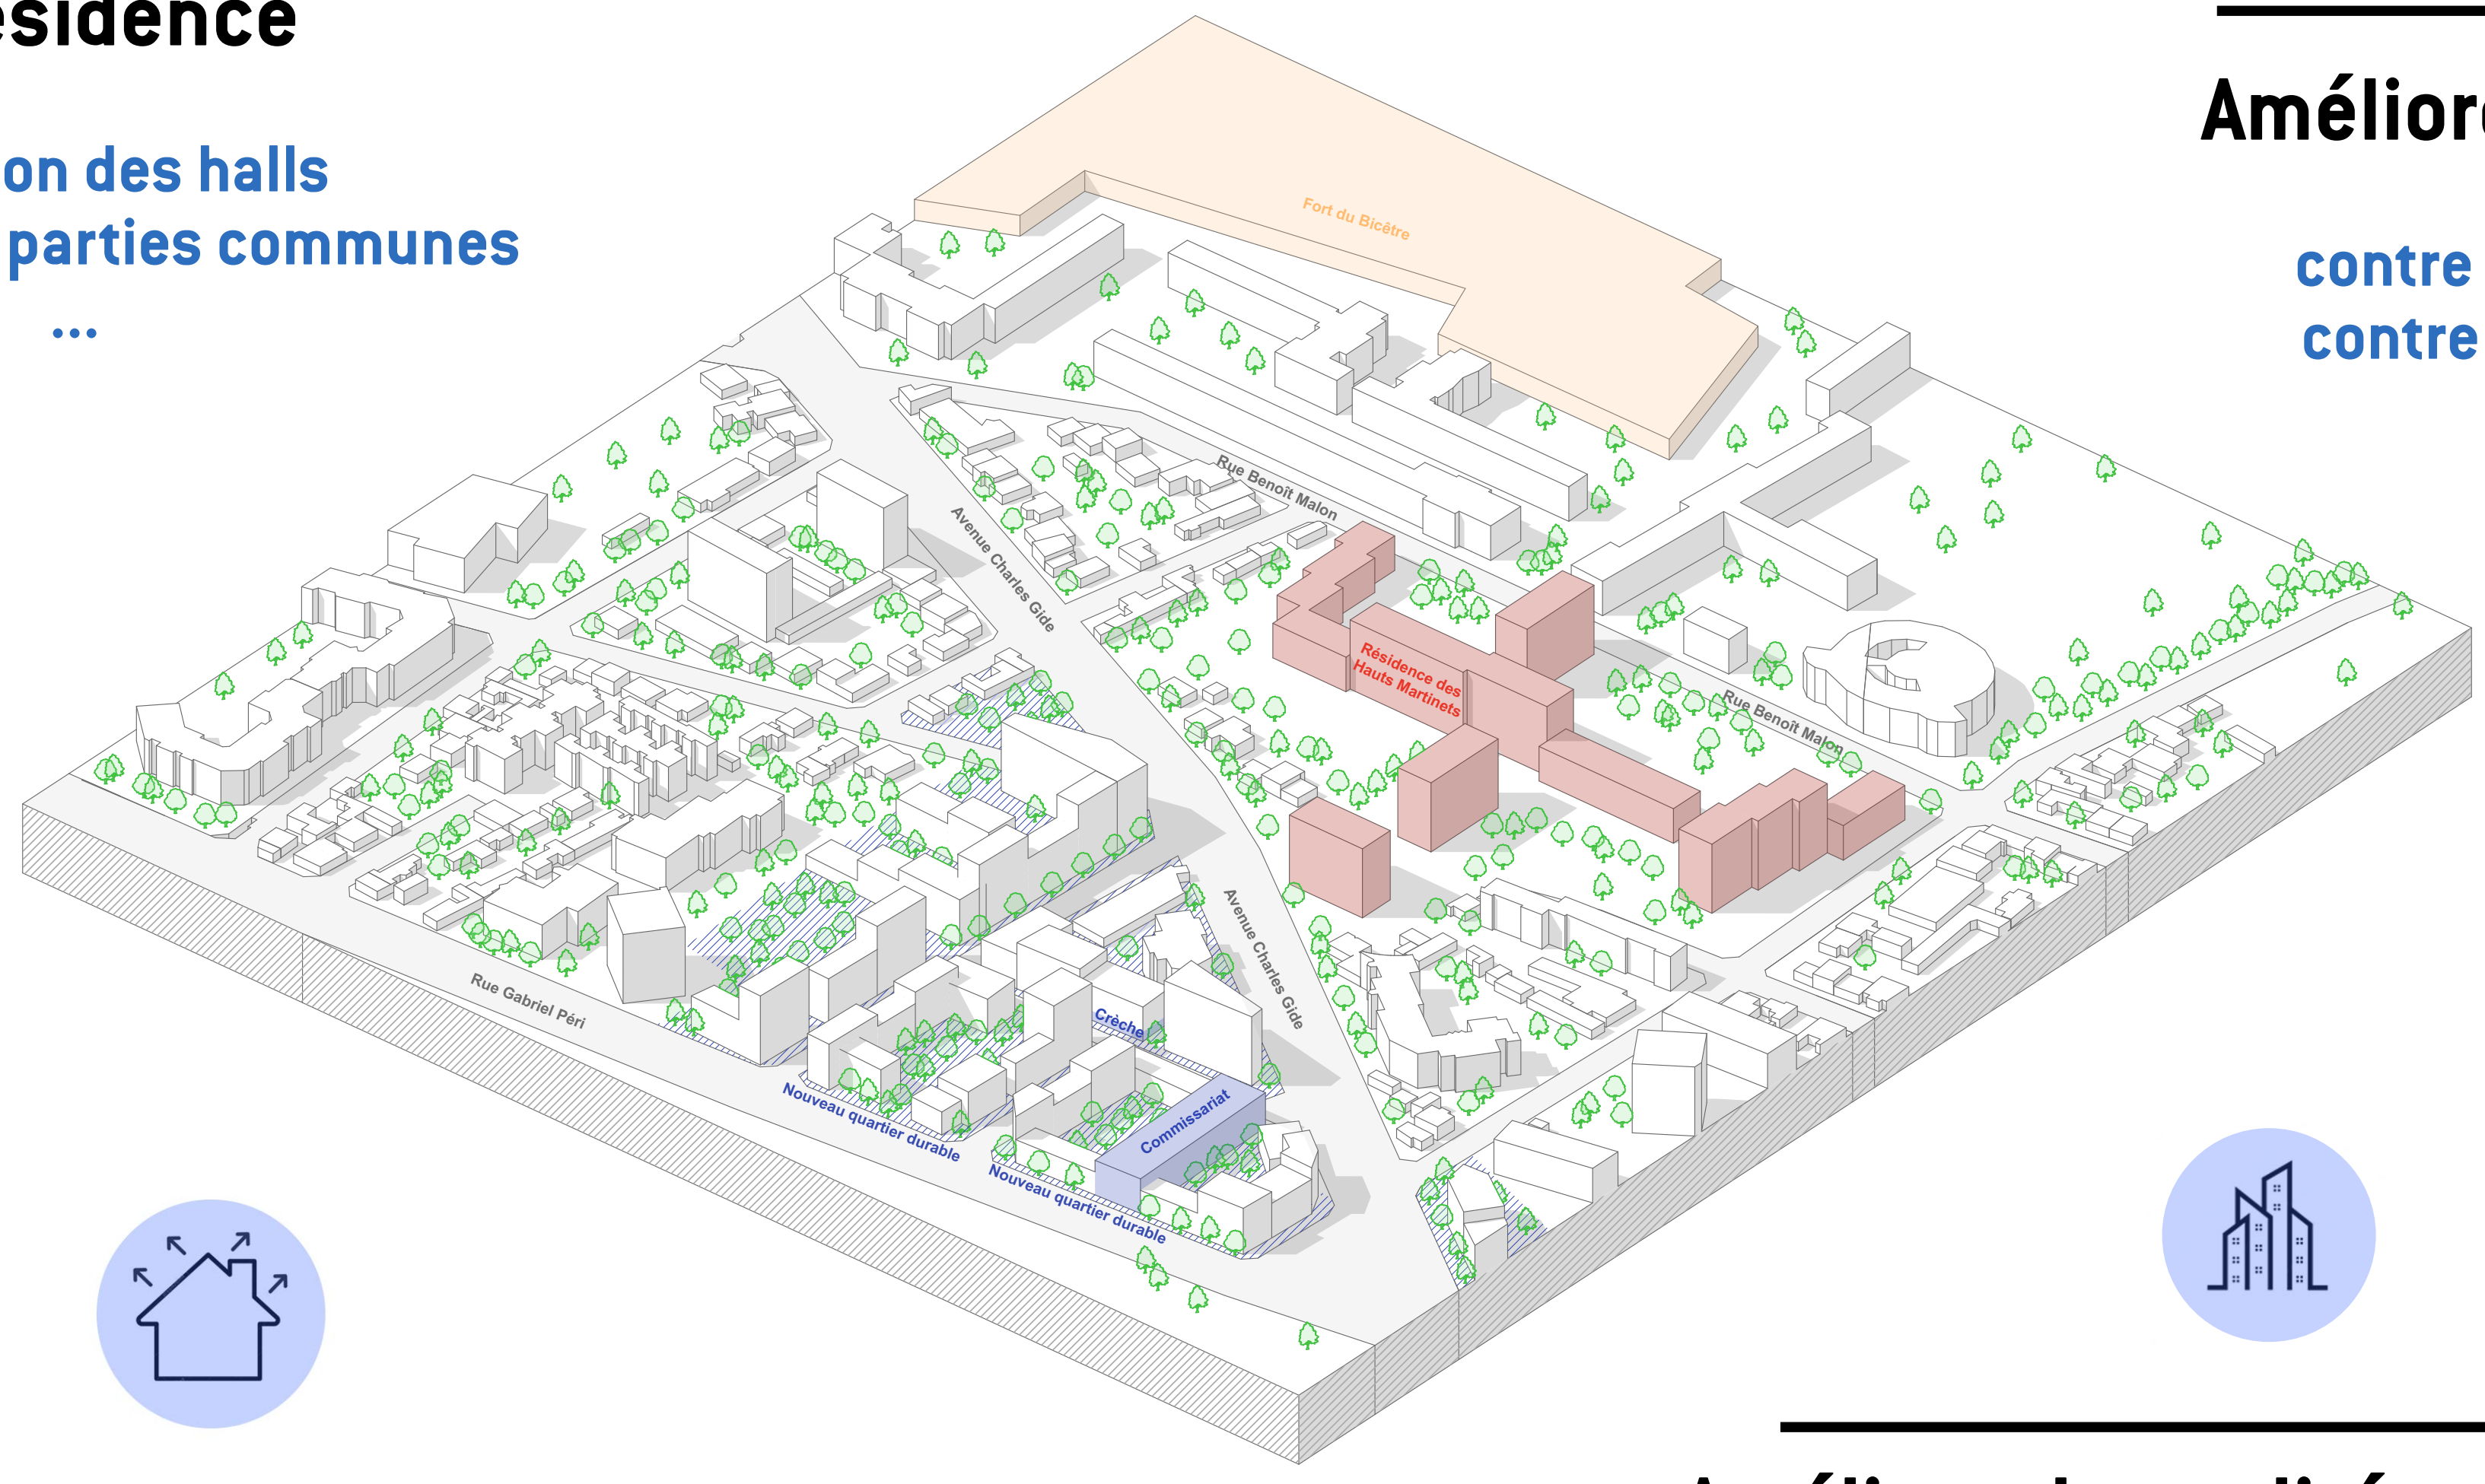 ésidence
on des halls
parties communes
...
Amélior
contre
contre
Fort du Bicêtre
Rue Benoît Malon
Avenue Charles Gide
Résidence des
Hauts Martinets
Rue Benoît Malon
Avenue Charles Gide
Rue Gabriel Péri
Crèche
Commissariat
Nouveau quartier durable
Nouveau quartier durable